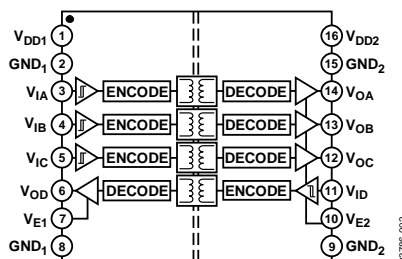 VDD1 1 16 VDD2
GND1 2 15 GND2
VIA 3 ENCODE DECODE 14 VOA
VIB 4 ENCODE DECODE 13 VOB
VIC 5 ENCODE DECODE 12 VOC
VOD 6 DECODE ENCODE 11 VID
VE1 7 10 VE2
GND1 8 9 GND2